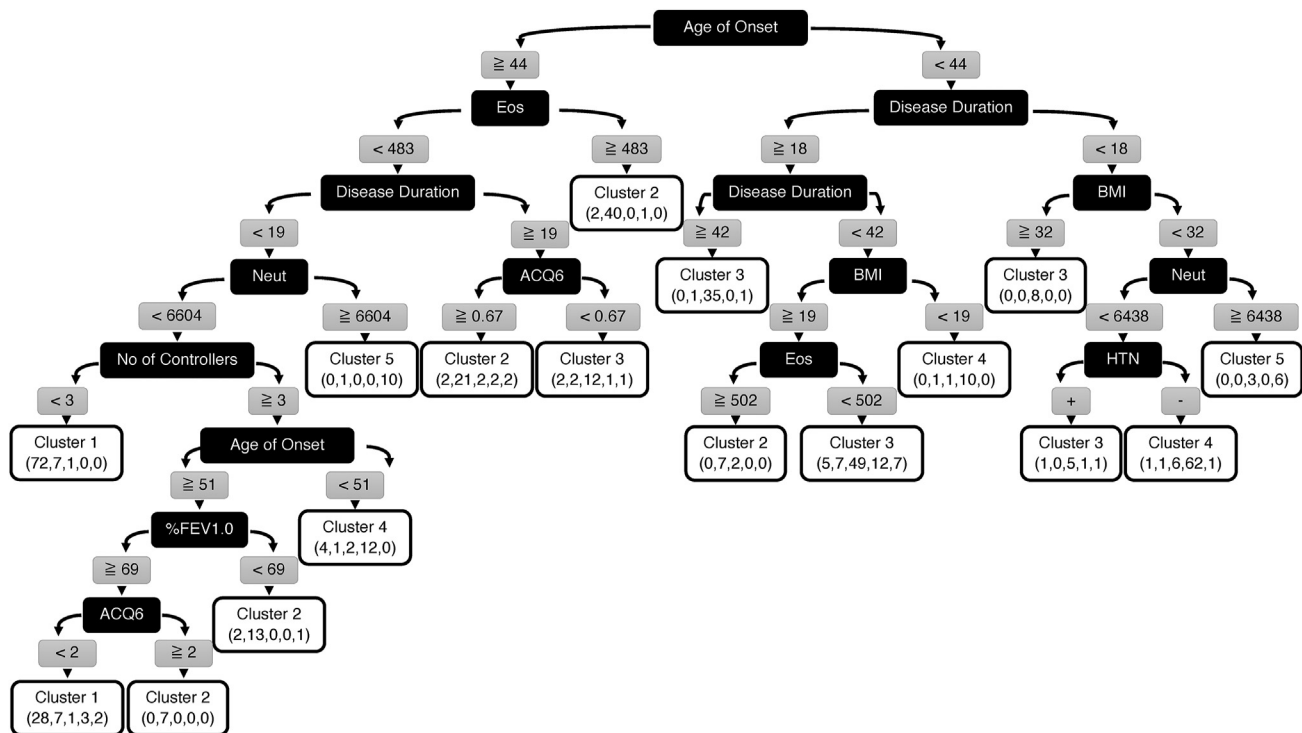 Age of Onset
≧ 44
< 44
Eos
Disease Duration
< 483
≧ 483
≧ 18
< 18
Disease Duration
Cluster 2
(2,40,0,1,0)
Disease Duration
BMI
< 19
≧ 19
≧ 42
< 42
≧ 32
< 32
Neut
ACQ6
Cluster 3
(0,1,35,0,1)
BMI
Cluster 3
(0,0,8,0,0)
Neut
< 6604
≧ 6604
≧ 0.67
< 0.67
≧ 19
< 19
< 6438
≧ 6438
No of Controllers
Cluster 5
(0,1,0,0,10)
Cluster 2
(2,21,2,2,2)
Cluster 3
(2,2,12,1,1)
Eos
Cluster 4
(0,1,1,10,0)
HTN
Cluster 5
(0,0,3,0,6)
< 3
≧ 3
≧ 502
< 502
+
-
Cluster 1
(72,7,1,0,0)
Age of Onset
Cluster 2
(0,7,2,0,0)
Cluster 3
(5,7,49,12,7)
Cluster 3
(1,0,5,1,1)
Cluster 4
(1,1,6,62,1)
≧ 51
< 51
%FEV1.0
Cluster 4
(4,1,2,12,0)
≧ 69
< 69
ACQ6
Cluster 2
(2,13,0,0,1)
< 2
≧ 2
Cluster 1
(28,7,1,3,2)
Cluster 2
(0,7,0,0,0)